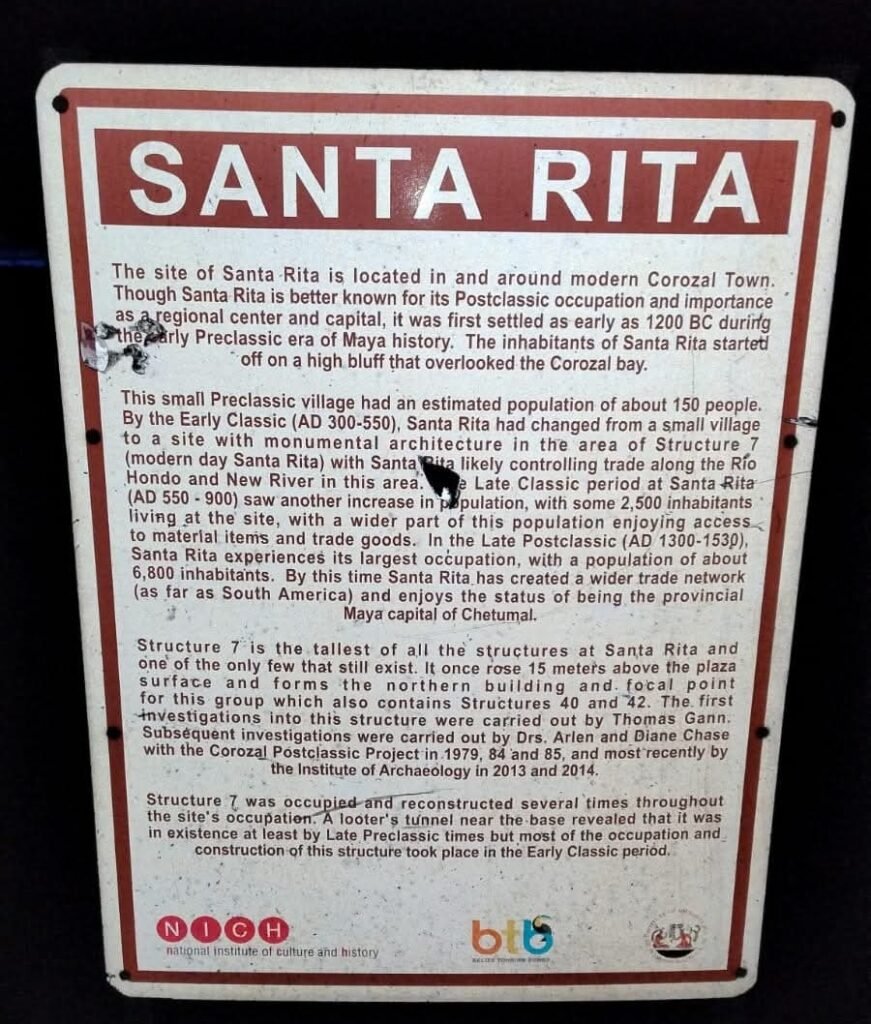 SANTA RITA
The site of Santa Rita is located in and around modern Corozal Town.
Though Santa Rita is better known for its Postclassic occupation and importance
as a regional center and capital, it was first settled as early as 1200 BC during
the early Preclassic era of Maya history. The inhabitants of Santa Rita started
off on a high bluff that overlooked the Corozal bay.
This small Preclassic village had an estimated population of about 150 people.
By the Early Classic (AD 300-550), Santa Rita had changed from a small village
to a site with monumental architecture in the area of Structure 7
(modern day Santa Rita) with Santa Rita likely controlling trade along the Rio
Hondo and New River in this area. Late Classic period at Santa Rita
(AD 550 - 900) saw another increase in population, with some 2,500 inhabitants
living at the site, with a wider part of this population enjoying access
to material items and trade goods. In the Late Postclassic (AD 1300-1530),
Santa Rita experiences its largest occupation, with a population of about
6,800 inhabitants. By this time Santa Rita has created a wider trade network
(as far as South America) and enjoys the status of being the provincial
Maya capital of Chetumal.
Structure 7 is the tallest of all the structures at Santa Rita and
one of the only few that still exist. It once rose 15 meters above the plaza
surface and forms the northern building and focal point
for this group which also contains Structures 40 and 42. The first
investigations into this structure were carried out by Thomas Gann.
Subsequent investigations were carried out by Drs. Arlen and Diane Chase
with the Corozal Postclassic Project in 1979, 84 and 85, and most recently by
the Institute of Archaeology in 2013 and 2014.
Structure 7 was occupied and reconstructed several times throughout
the site's occupation. A looter's tunnel near the base revealed that it was
in existence at least by Late Preclassic times but most of the occupation and
construction of this structure took place in the Early Classic period.
NICH
national institute of culture and history
btb
BELIZE TOURISM BOARD